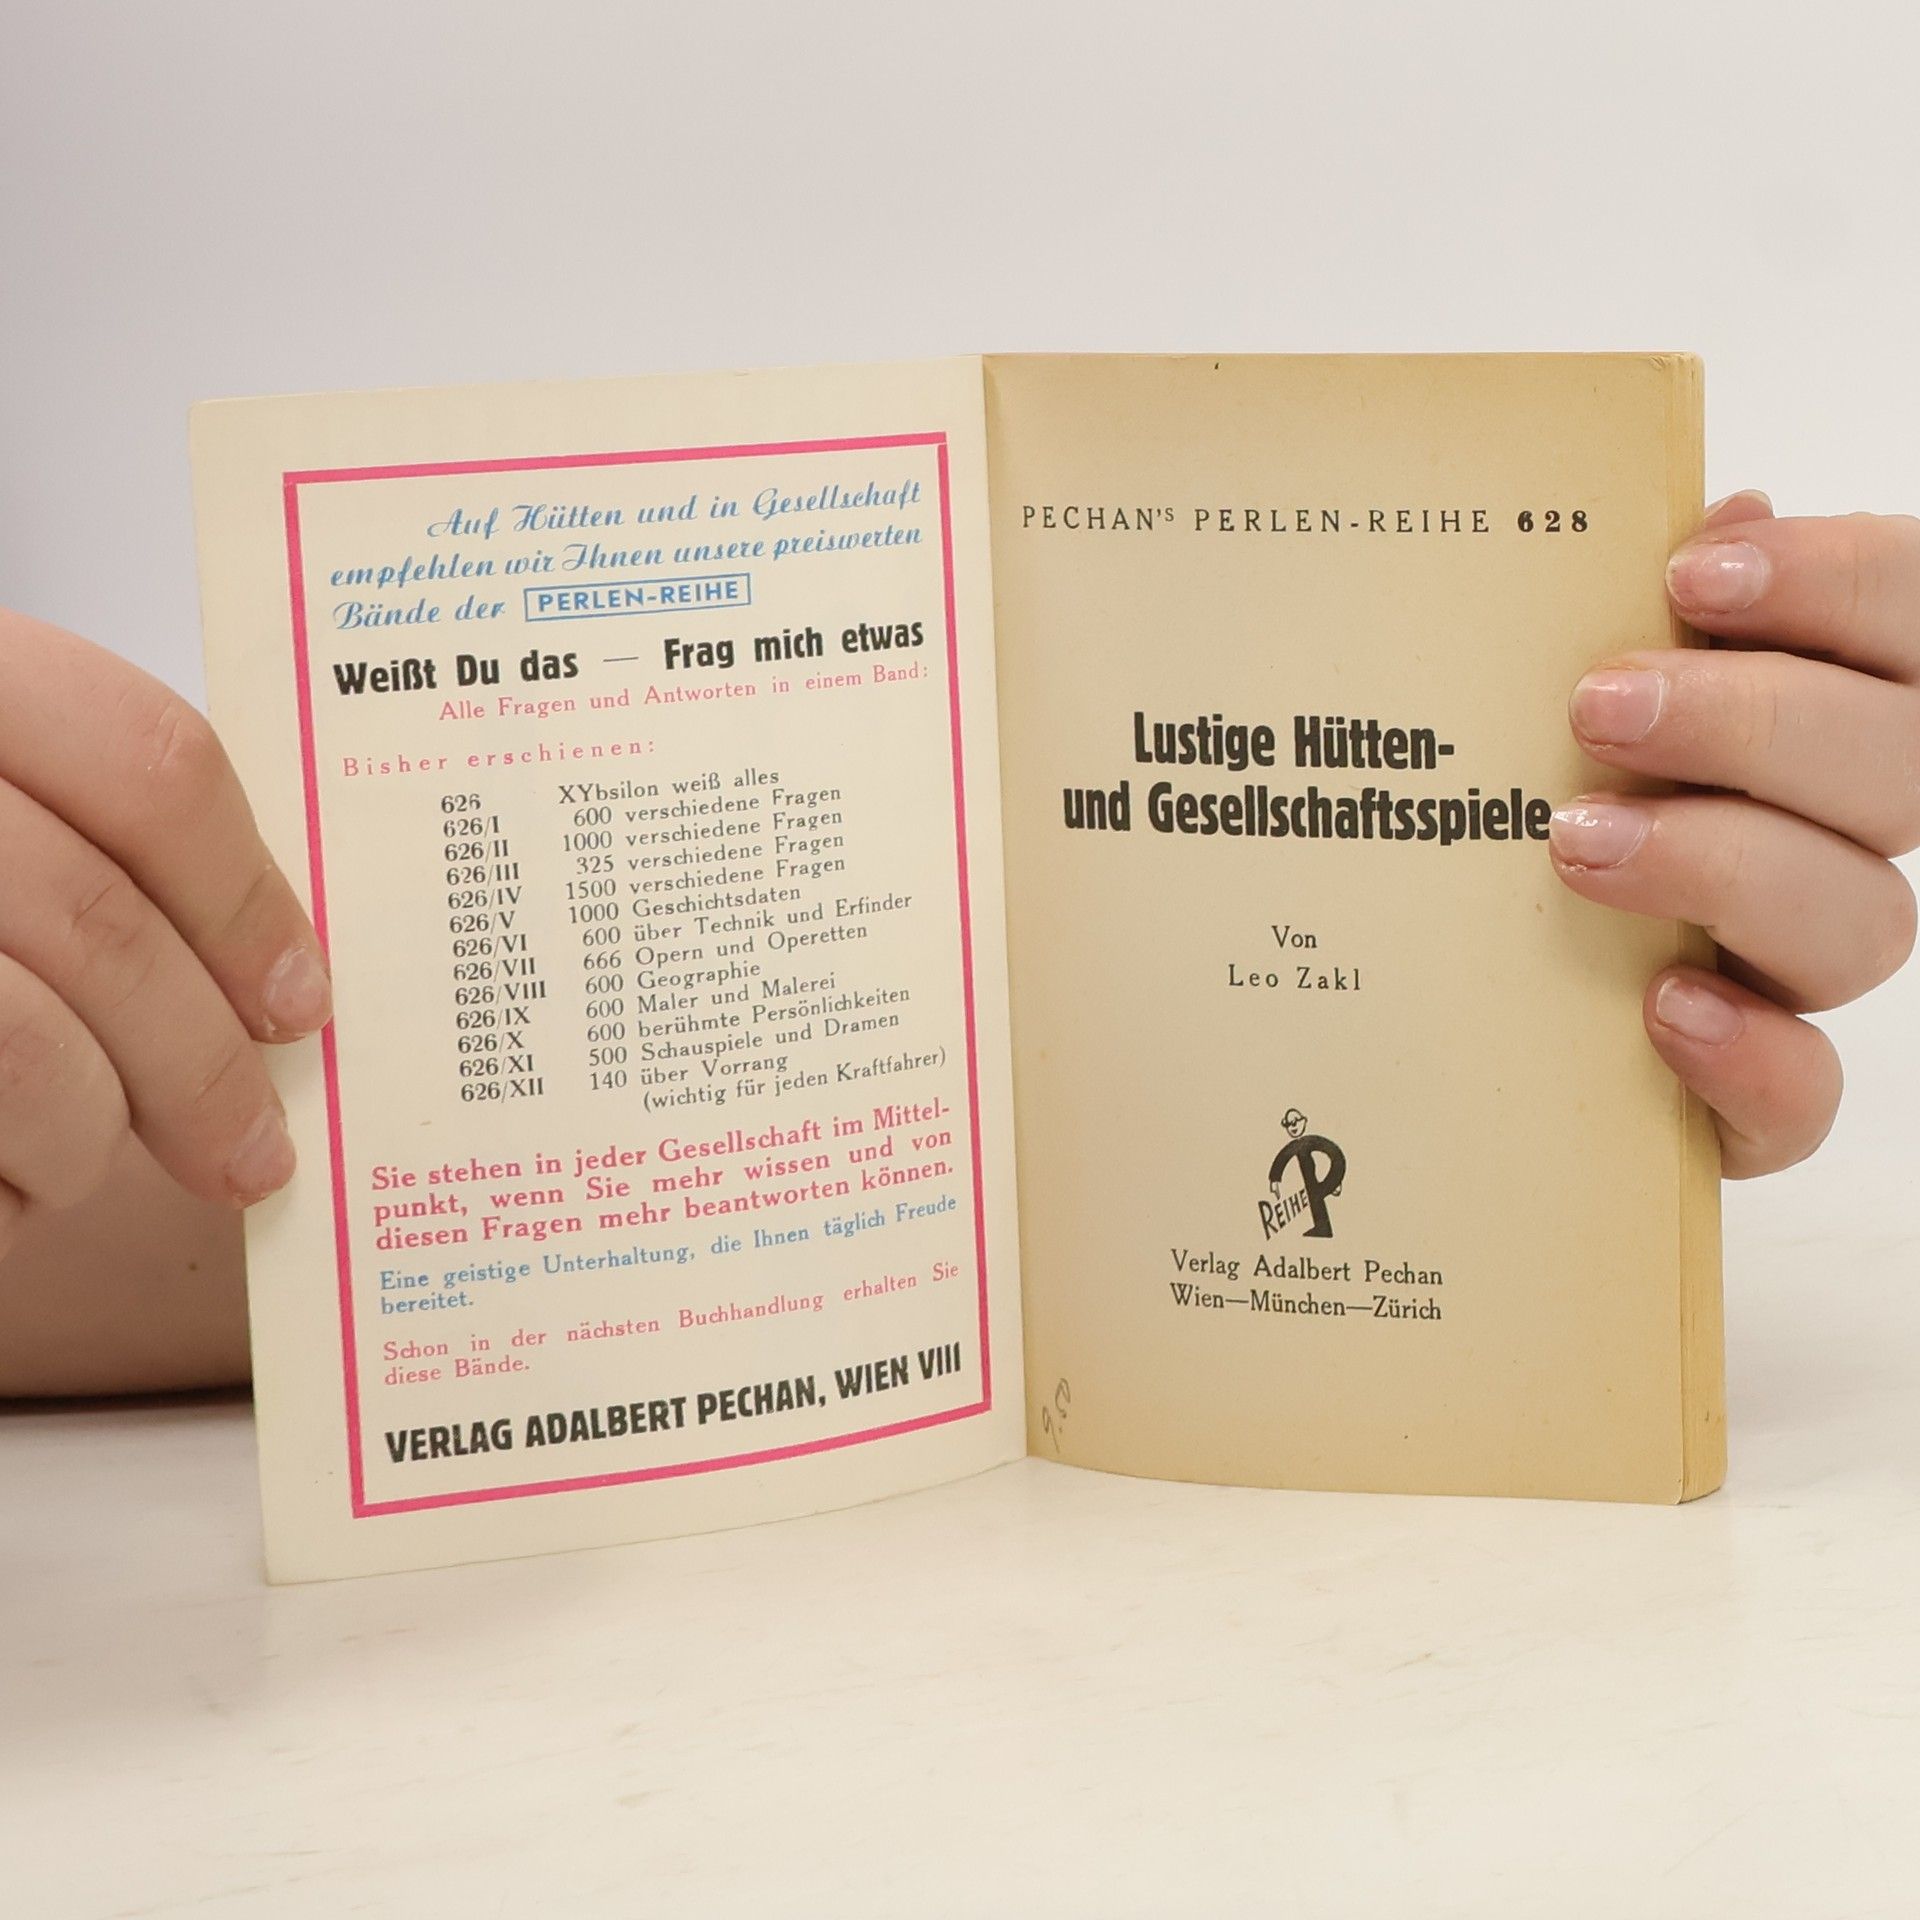 Auf Hütten und in Gesellschaft
empfehlen wir Ihnen unsere preiswerten
Bände der PERLEN-REIHE
Weißt Du das — Frag mich etwas
Alle Fragen und Antworten in einem Band:
Bisher erschienen:
626 XYbsilon weiß alles
626/I 600 verschiedene Fragen
626/II 1000 verschiedene Fragen
626/III 325 verschiedene Fragen
626/IV 1500 verschiedene Fragen
626/V 1000 Geschichtsdaten
626/VI 600 über Technik und Erfinder
626/VII 666 Opern und Operetten
626/VIII 600 Geographie
626/IX 600 Maler und Malerei
626/X 600 berühmte Persönlichkeiten
626/XI 500 Schauspiele und Dramen
626/XII 140 über Vorrang
(wichtig für jeden Kraftfahrer)
Sie stehen in jeder Gesellschaft im Mittel-
punkt, wenn Sie mehr wissen und von
diesen Fragen mehr beantworten können.
Eine geistige Unterhaltung, die Ihnen täglich Freude
bereitet.
Schon in der nächsten Buchhandlung erhalten Sie
diese Bände.
VERLAG ADALBERT PECHAN, WIEN VIII
PECHAN'S PERLEN-REIHE 628
Lustige Hütten-
und Gesellschaftsspiele
Von
Leo Zakl
P
REIHE
Verlag Adalbert Pechan
Wien—München—Zürich